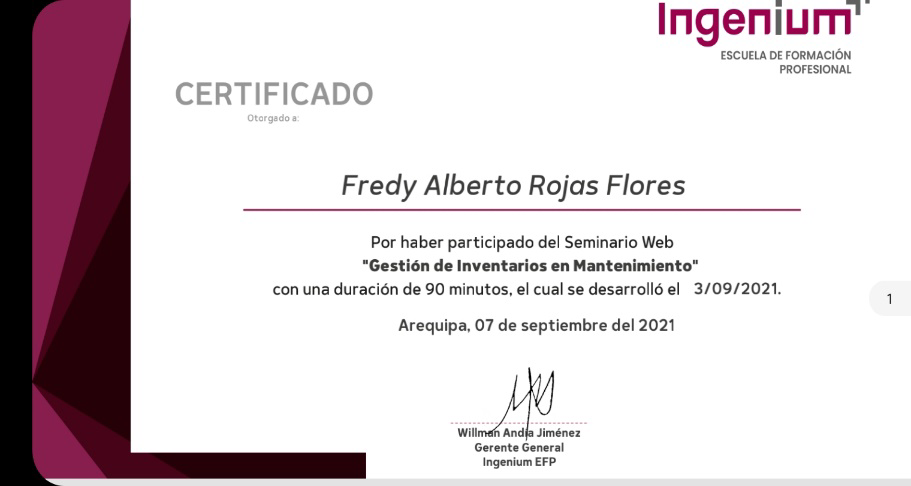 Ingenium
ESCUELA DE FORMACIÓN
PROFESIONAL
CERTIFICADO
Otorgado a:
Fredy Alberto Rojas Flores
Por haber participado del Seminario Web
"Gestión de Inventarios en Mantenimiento"
con una duración de 90 minutos, el cual se desarrolló el 3/09/2021.
1
Arequipa, 07 de septiembre del 2021
Willman Andía Jiménez
Gerente General
Ingenium EFP